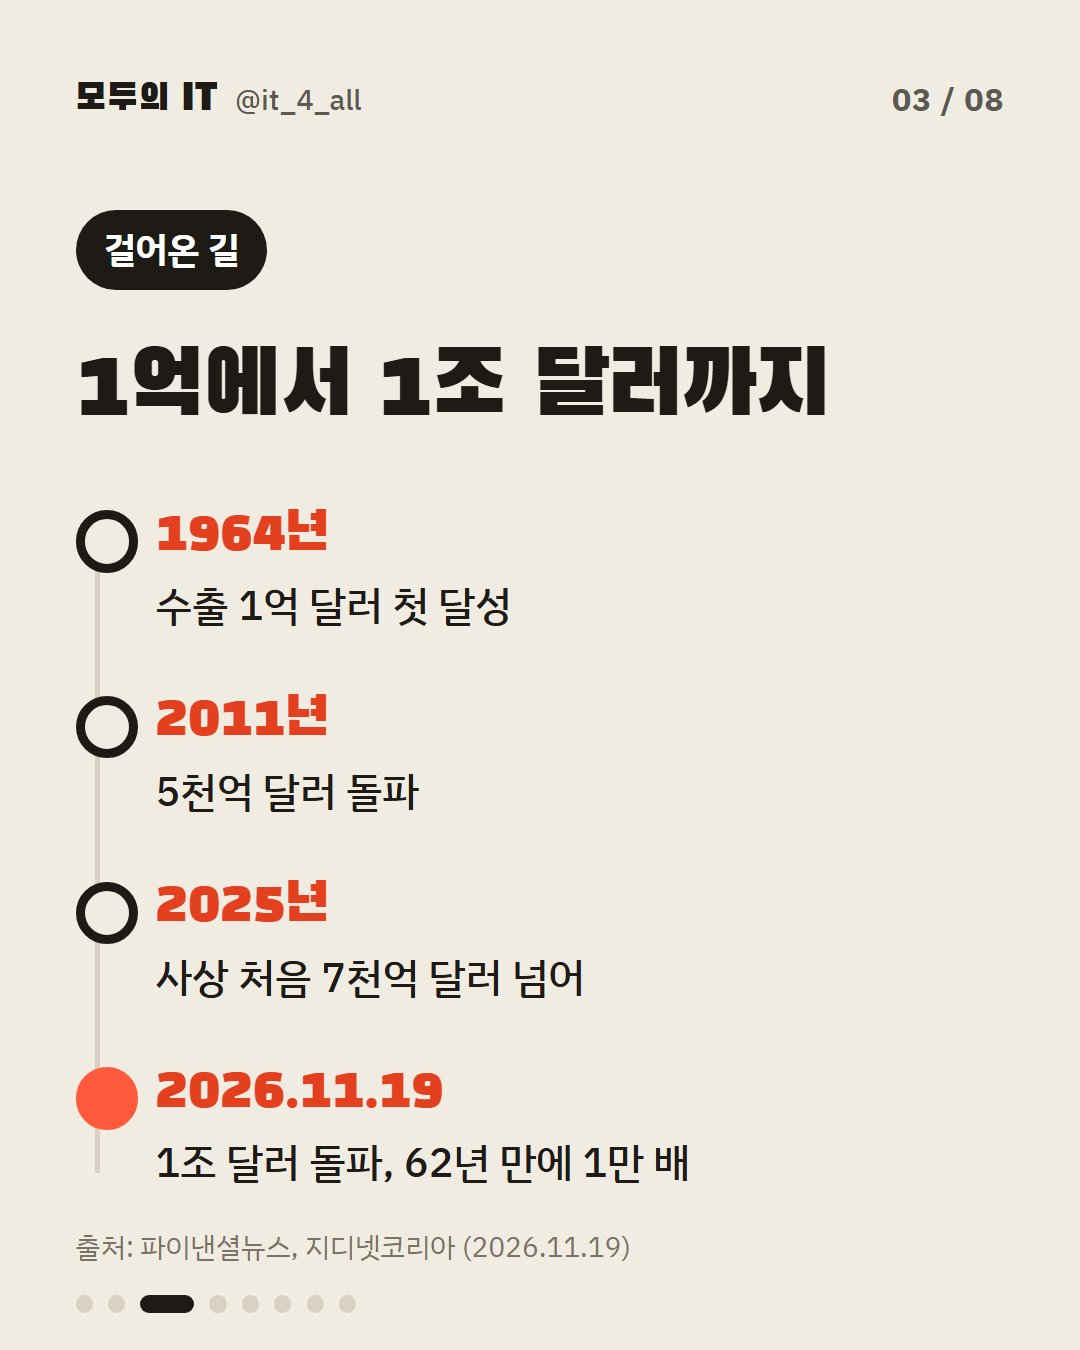 모두의 IT @it_4_all
03 / 08
걸어온 길
1억에서 1조 달러까지
1964년
수출 1억 달러 첫 달성
2011년
5천억 달러 돌파
2025년
사상 처음 7천억 달러 넘어
2026.11.19
1조 달러 돌파, 62년 만에 1만 배
출처: 파이낸셜뉴스, 지디넷코리아 (2026.11.19)